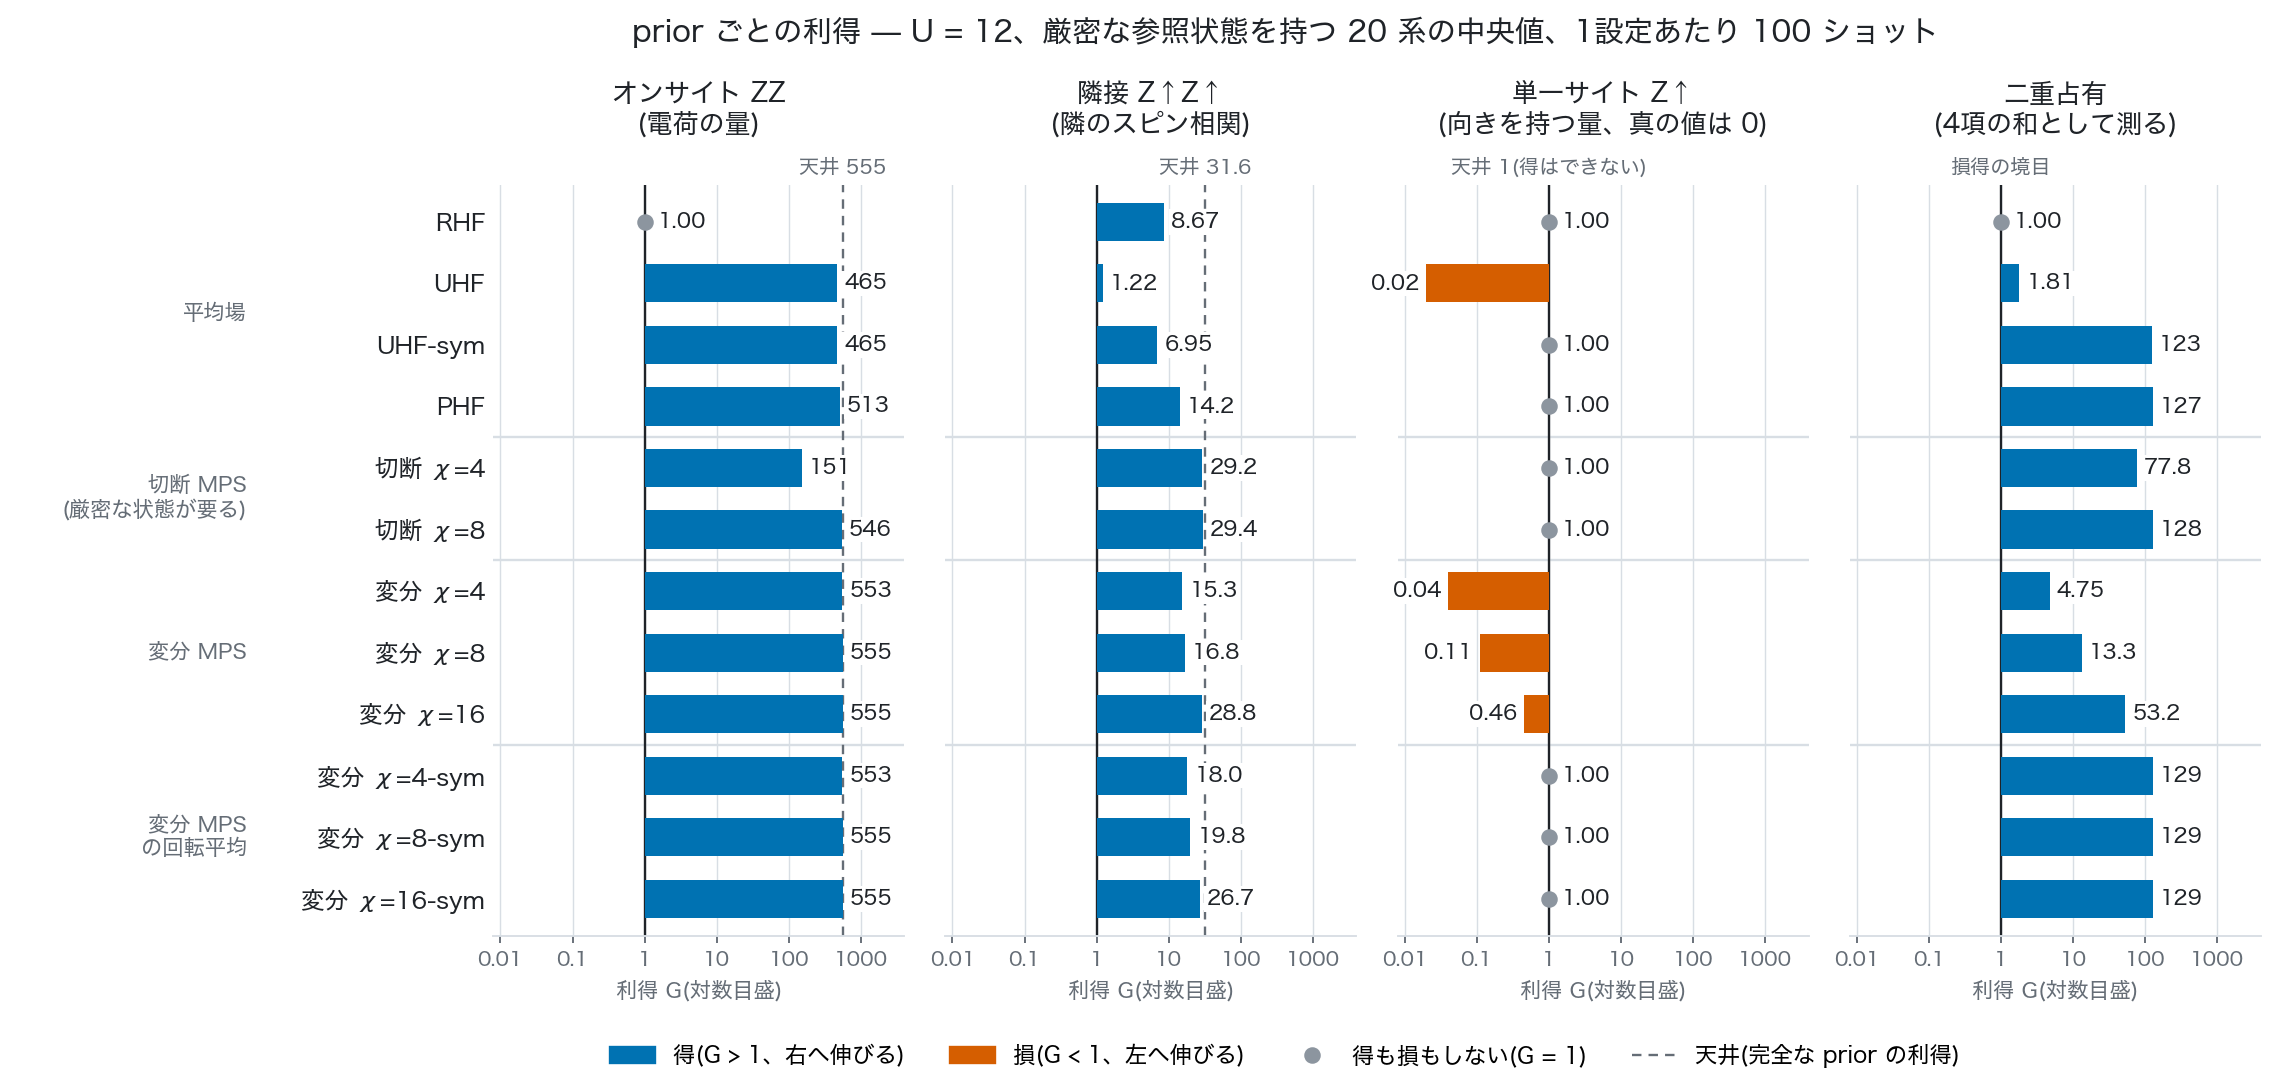 prior ごとの利得 — U = 12、厳密な参照状態を持つ 20 系の中央値、1設定あたり 100 ショット
オンサイト ZZ
(電荷の量)
隣接 Z↑Z↑
(隣のスピン相関)
単一サイト Z↑
(向きを持つ量、真の値は 0)
二重占有
(4項の和として測る)
天井 555
天井 31.6
天井 1(得はできない)
損得の境目
平均場
RHF 1.00 8.67 1.00 1.00
UHF 465 1.22 0.02 1.81
UHF-sym 465 6.95 1.00 123
PHF 513 14.2 1.00 127
切断 MPS
(厳密な状態が要る)
切断 χ=4 151 29.2 1.00 77.8
切断 χ=8 546 29.4 1.00 128
変分 MPS
変分 χ=4 553 15.3 0.04 4.75
変分 χ=8 555 16.8 0.11 13.3
変分 χ=16 555 28.8 0.46 53.2
変分 MPS
の回転平均
変分 χ=4-sym 553 18.0 1.00 129
変分 χ=8-sym 555 19.8 1.00 129
変分 χ=16-sym 555 26.7 1.00 129
0.01 0.1 1 10 100 1000
0.01 0.1 1 10 100 1000
0.01 0.1 1 10 100 1000
0.01 0.1 1 10 100 1000
利得 G(対数目盛)
利得 G(対数目盛)
利得 G(対数目盛)
利得 G(対数目盛)
得(G > 1、右へ伸びる)
損(G < 1、左へ伸びる)
得も損もしない(G = 1)
天井(完全な prior の利得)